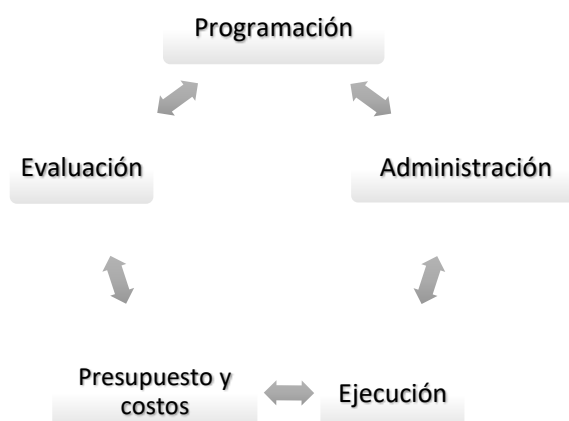 Programación
Evaluación
Administración
Presupuesto y
costos
Ejecución